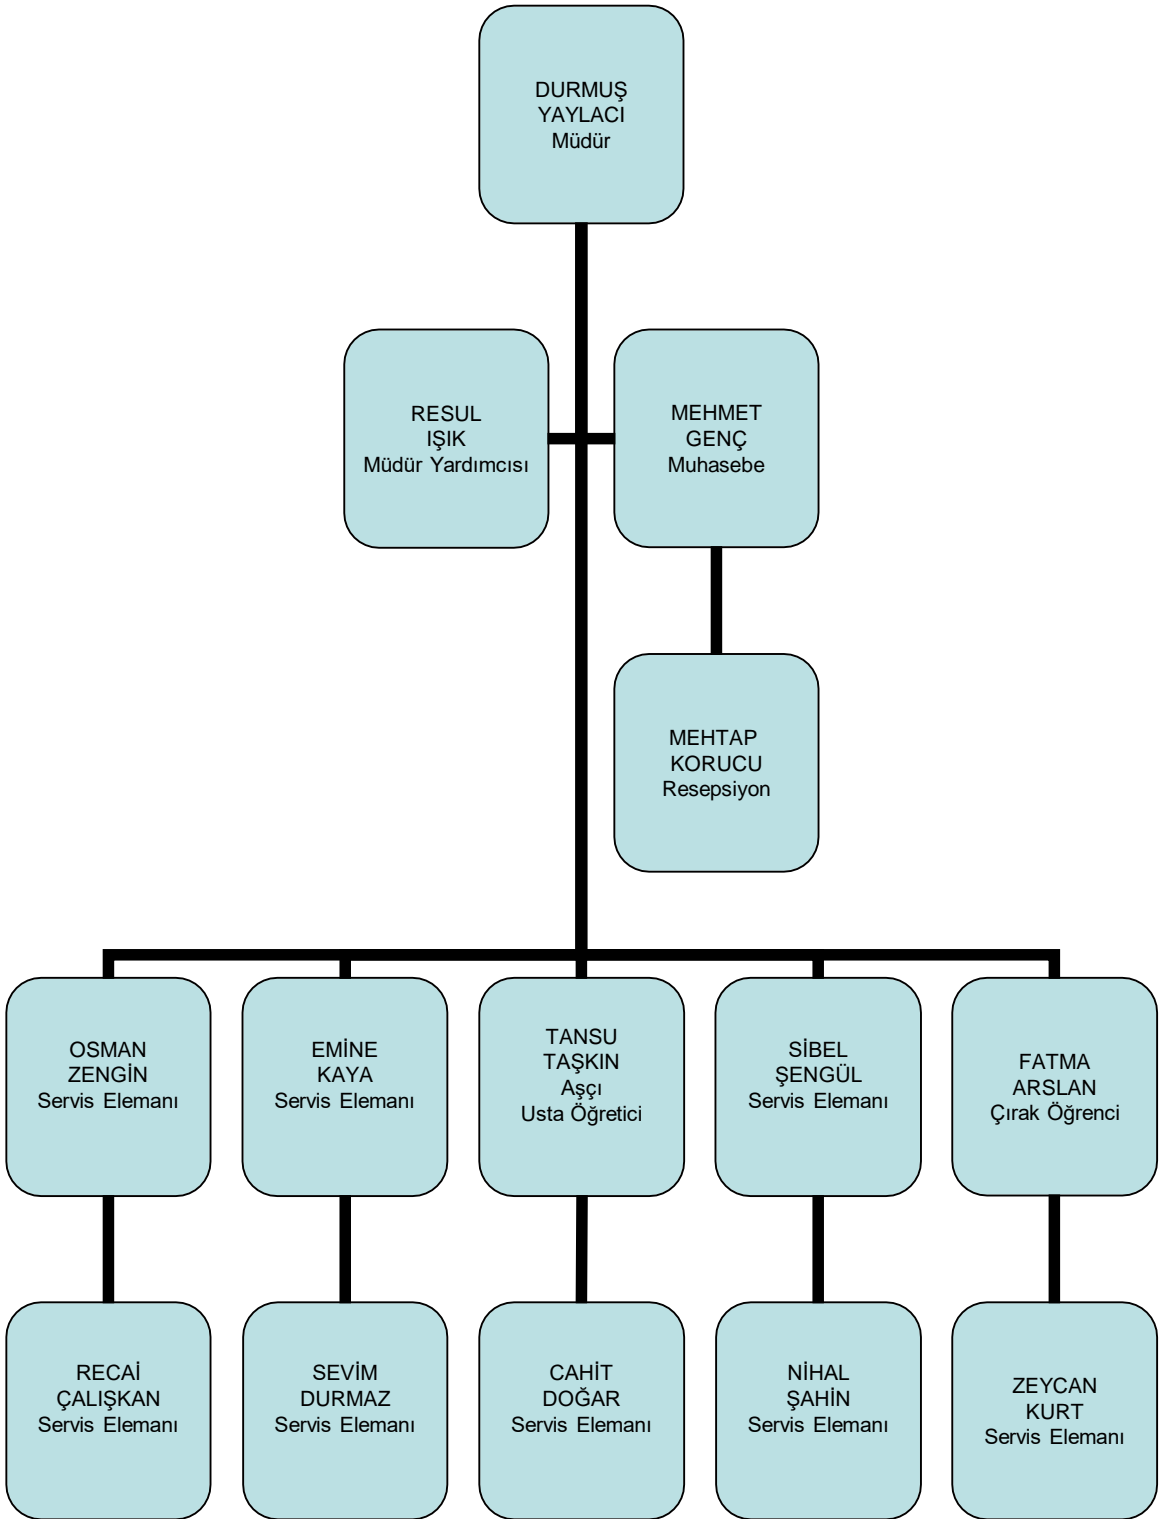 DURMUŞ
YAYLACI
Müdür
RESUL
IŞIK
Müdür Yardımcısı
MEHMET
GENÇ
Muhasebe
MEHTAP
KORUCU
Resepsiyon
OSMAN
ZENGİN
Servis Elemanı
EMİNE
KAYA
Servis Elemanı
TANSU
TAŞKIN
Aşçı
Usta Öğretici
SİBEL
ŞENGÜL
Servis Elemanı
FATMA
ARSLAN
Çırak Öğrenci
RECAİ
ÇALIŞKAN
Servis Elemanı
SEVİM
DURMAZ
Servis Elemanı
CAHİT
DOĞAR
Servis Elemanı
NİHAL
ŞAHİN
Servis Elemanı
ZEYCAN
KURT
Servis Elemanı